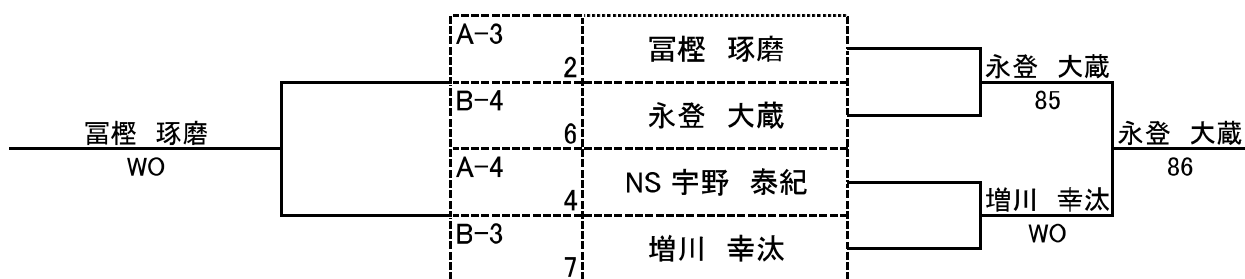 A-3
2
冨樫 琢磨
B-4
6
永登 大蔵
A-4
4
NS 宇野 泰紀
B-3
7
増川 幸汰
冨樫 琢磨
WO
永登 大蔵
85
増川 幸汰
WO
永登 大蔵
86